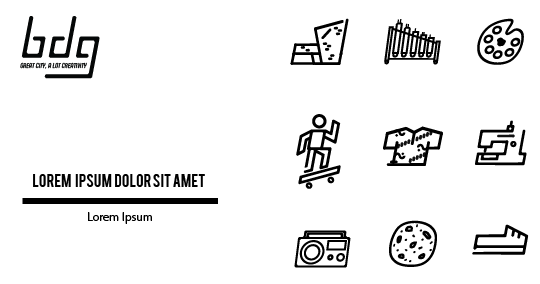 bdg
GREAT CITY, A LOT CREATIVITY
LOREM IPSUM DOLOR SIT AMET
Lorem Ipsum